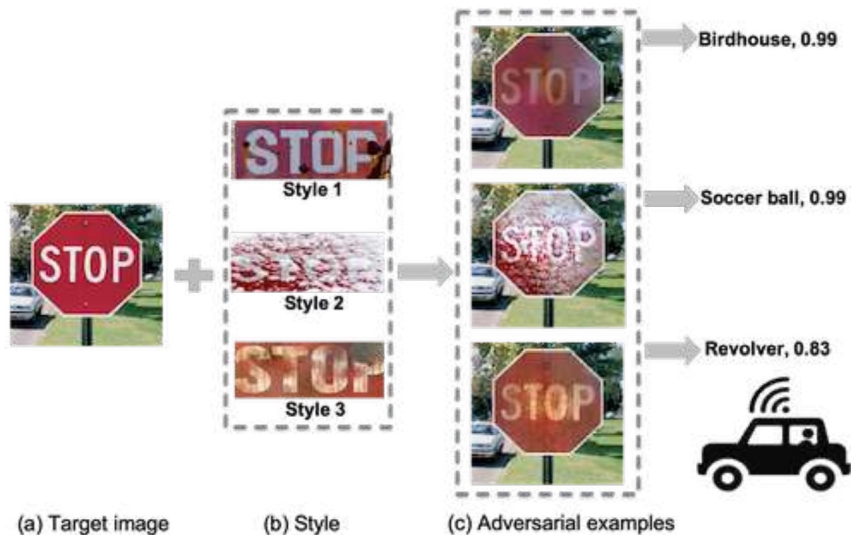 STOP
STOP
Style 1
STOP
Style 2
STOP
Style 3
STOP
Birdhouse, 0.99
STOP
Soccer ball, 0.99
STOP
Revolver, 0.83
(a) Target image
(b) Style
(c) Adversarial examples